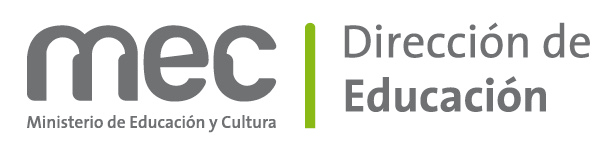 mec
Ministerio de Educación y Cultura
Dirección de
Educación